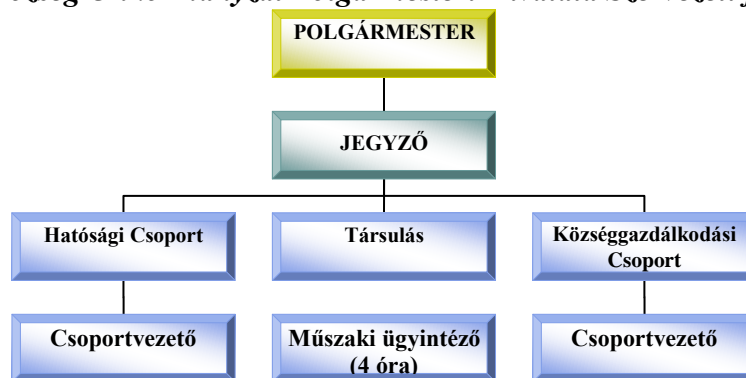 POLGÁRMESTER
JEGYZŐ
Hatósági Csoport
Társulás
Községgazdálkodási
Csoport
Csoportvezető
Műszaki ügyintéző
(4 óra)
Csoportvezető